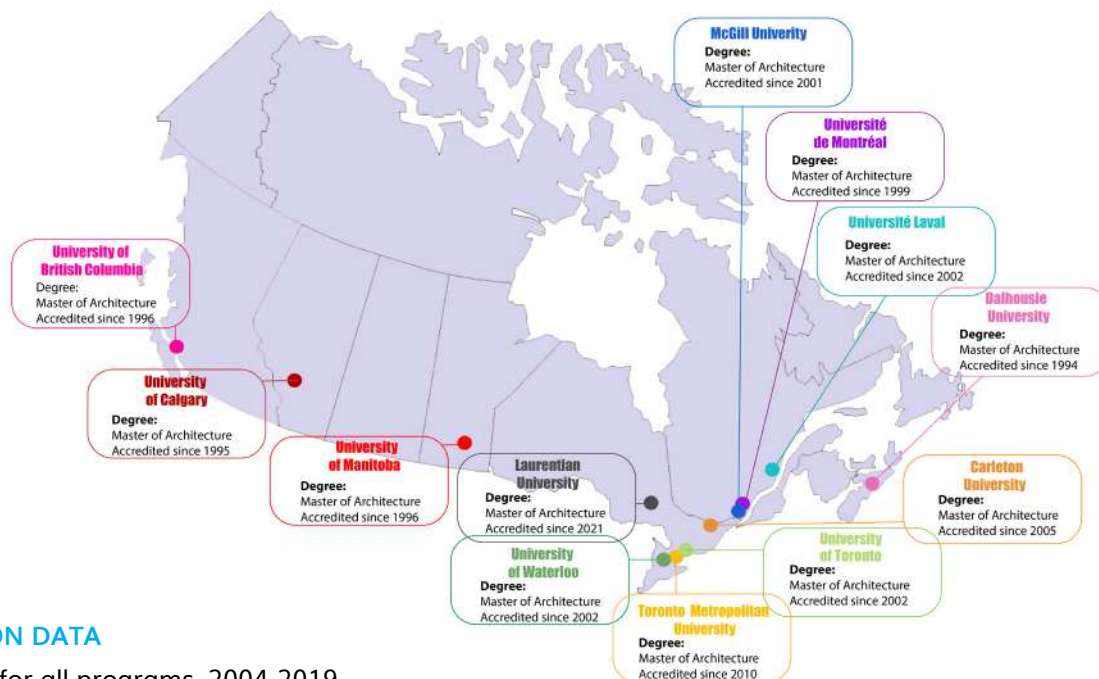 McGill Univerity
Degree:
Master of Architecture
Accredited since 2001
Université
de Montréal
Degree:
Master of Architecture
Accredited since 1999
Université Laval
Degree:
Master of Architecture
Accredited since 2002
University of
British Columbia
Degree:
Master of Architecture
Accredited since 1996
Dalhousie
University
Degree:
Master of Architecture
Accredited since 1994
University
of Calgary
Degree:
Master of Architecture
Accredited since 1995
University
of Manitoba
Degree:
Master of Architecture
Accredited since 1996
Laurentian
University
Degree:
Master of Architecture
Accredited since 2021
Carleton
University
Degree:
Master of Architecture
Accredited since 2005
University
of Waterloo
Degree:
Master of Architecture
Accredited since 2002
University
of Toronto
Degree:
Master of Architecture
Accredited since 2002
Toronto Metropolitan
University
Degree:
Master of Architecture
Accredited since 2010
ON DATA
for all programs, 2004-2019